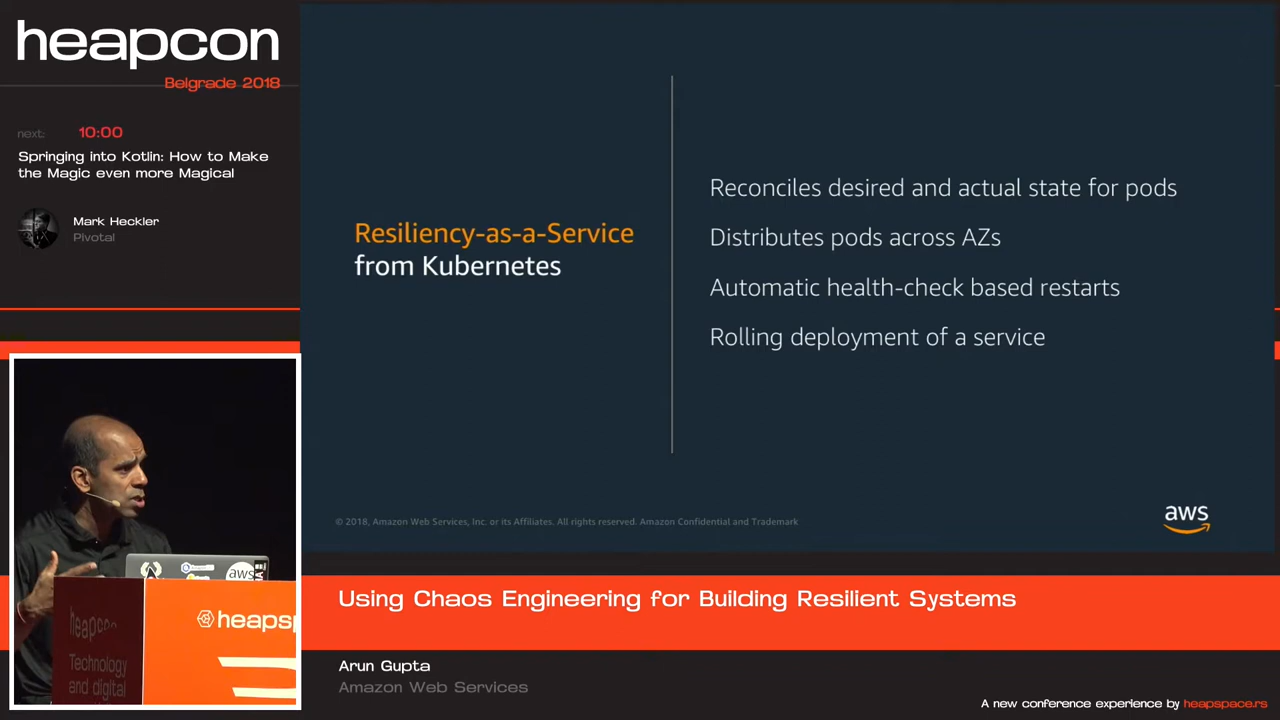 heapcon
Belgrade 2018
next: 10:00
Springing into Kotlin: How to Make
the Magic even more Magical
Mark Heckler
Pivotal
Resiliency-as-a-Service
from Kubernetes
Reconciles desired and actual state for pods
Distributes pods across AZs
Automatic health-check based restarts
Rolling deployment of a service
© 2018, Amazon Web Services, Inc. or its Affiliates. All rights reserved. Amazon Confidential and Trademark
aws
aws
heapsp
heapcon
Technology
and digital
Using Chaos Engineering for Building Resilient Systems
Arun Gupta
Amazon Web Services
A new conference experience by heapspace.rs